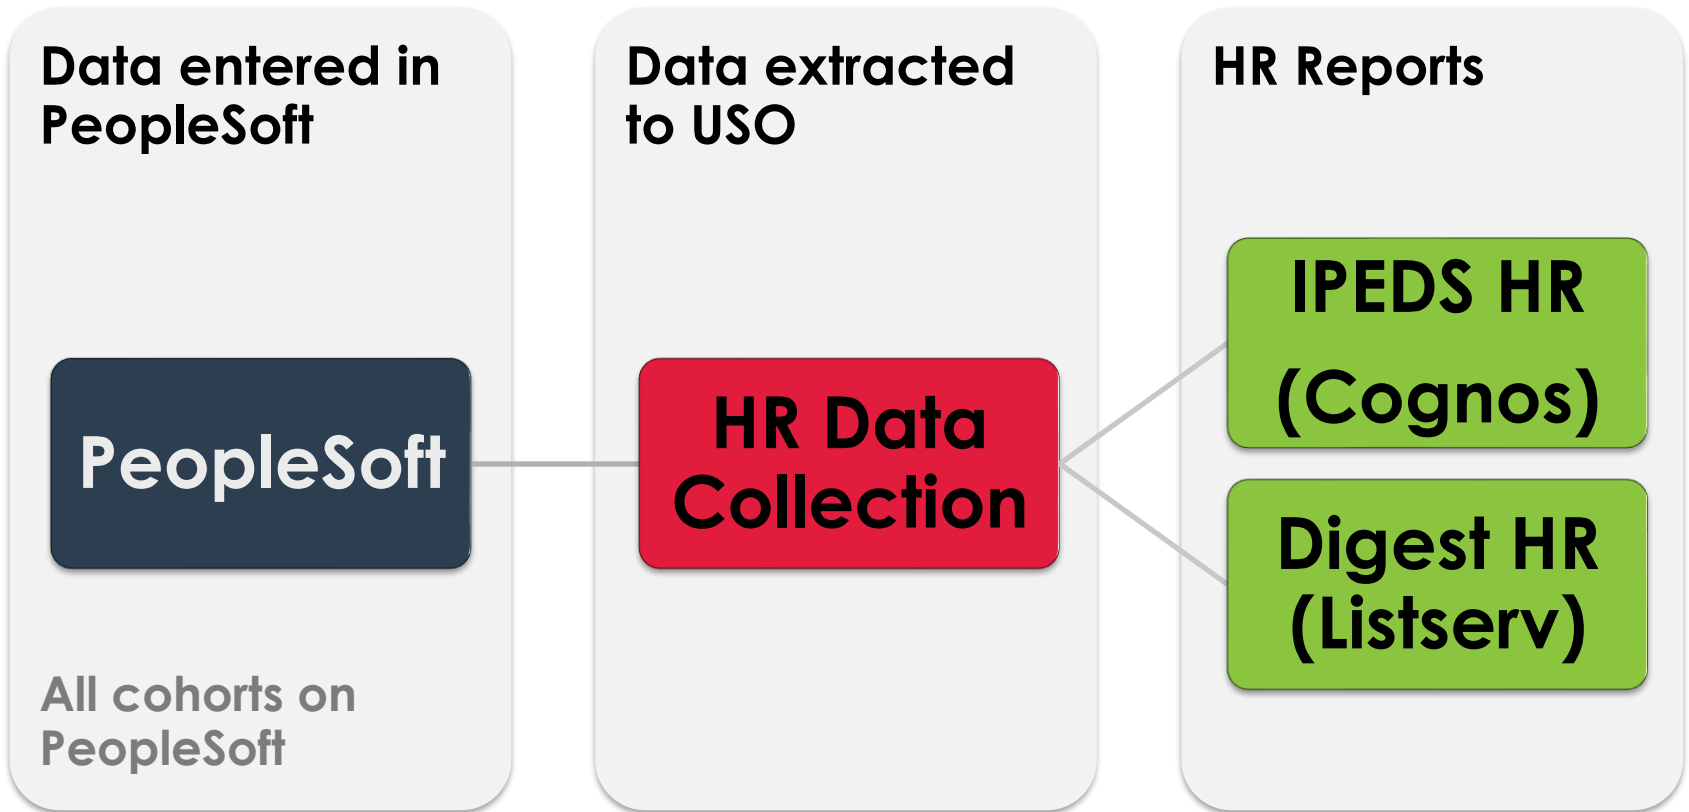 Data entered in
PeopleSoft
PeopleSoft
All cohorts on
PeopleSoft
Data extracted
to USO
HR Data
Collection
HR Reports
IPEDS HR
(Cognos)
Digest HR
(Listserv)